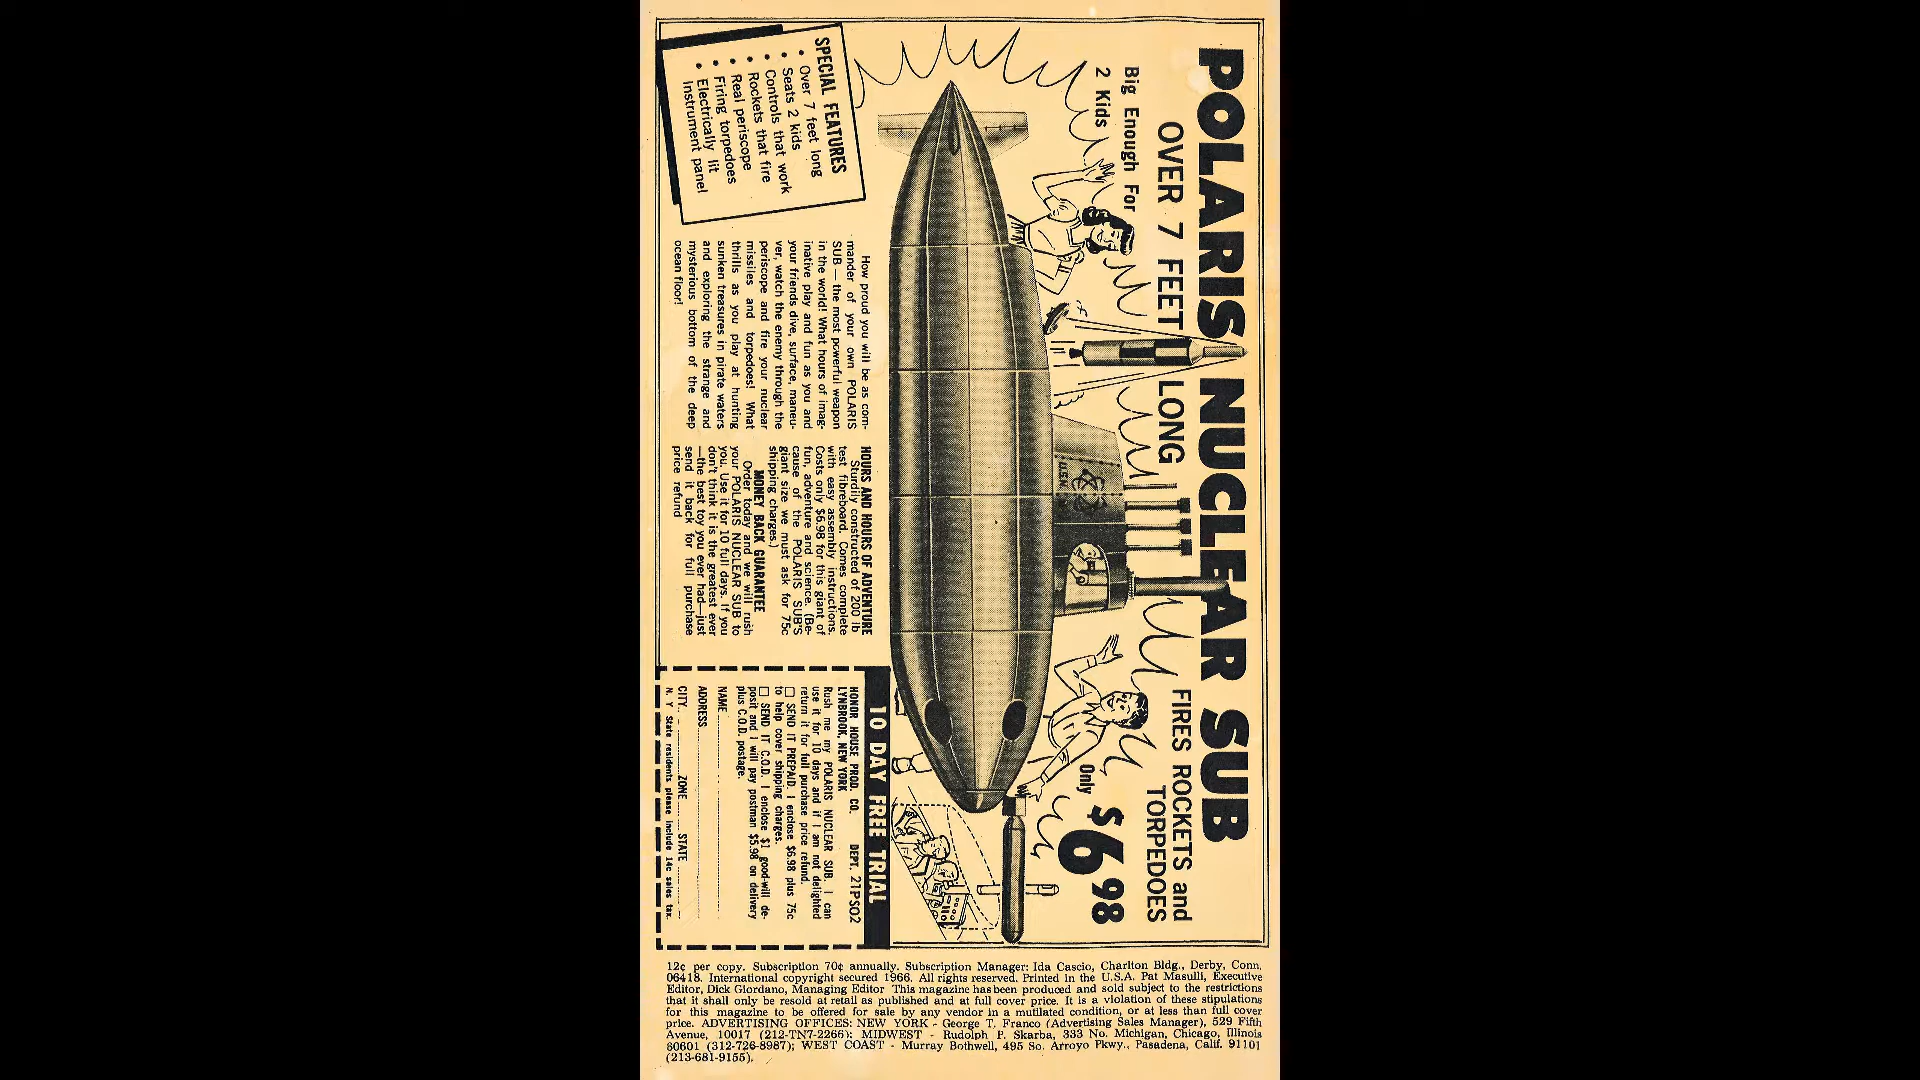 POLARIS NUCLEAR SUB
OVER 7 FEET LONG
FIRES ROCKETS and
TORPEDOES
Big Enough For
2 Kids
Only
$6.98
U.S.N.
SPECIAL FEATURES
• Over 7 feet long
• Seats 2 kids
• Controls that work
• Rockets that fire
• Real periscope
• Firing torpedoes
• Electrically lit
instrument panel
How proud you will be as com-
mander of your own POLARIS
SUB — the most powerful weapon
in the world! What hours of imag-
inative play and fun as you and
your friends dive, surface, maneu-
ver, watch the enemy through the
periscope and fire your nuclear
missiles and torpedoes! What
thrills as you play at hunting
sunken treasures in pirate waters
and exploring the strange and
mysterious bottom of the deep
ocean floor!
HOURS AND HOURS OF ADVENTURE
Sturdily constructed of 200 lb
test fibreboard. Comes complete
with easy assembly instructions.
Costs only $6.98 for this giant of
fun, adventure and science. (Be-
cause of the POLARIS SUB'S
giant size we must ask for 75c
shipping charges.)
MONEY BACK GUARANTEE
Order today and we will rush
your POLARIS NUCLEAR SUB to
you. Use it for 10 full days. If you
don't think it is the greatest ever
—the best toy you ever had—just
send it back for full purchase
price refund
10 DAY FREE TRIAL
HONOR HOUSE PROD. CO. DEPT. 21PS02
LYNBROOK, NEW YORK
Rush me my POLARIS NUCLEAR SUB. I can
use it for 10 days and if I am not delighted
return it for full purchase price refund.
□ SEND IT PREPAID. I enclose $6.98 plus 75c
to help cover shipping charges.
□ SEND IT C.O.D. I enclose $1 good-will de-
posit and I will pay postman $5.98 on delivery
plus C.O.D. postage.
NAME
ADDRESS
CITY ZONE STATE
N. Y State residents please include 14c sales tax.
12¢ per copy. Subscription 70¢ annually. Subscription Manager: Ida Cascio, Charlton Bldg., Derby, Conn.
06418. International copyright secured 1966. All rights reserved. Printed in the U.S.A. Pat Masulli, Executive
Editor, Dick Giordano, Managing Editor This magazine has been produced and sold subject to the restrictions
that it shall only be resold at retail as published and at full cover price. It is a violation of these stipulations
for this magazine to be offered for sale by any vendor in a mutilated condition, or at less than full cover
price. ADVERTISING OFFICES: NEW YORK - George T. Franco (Advertising Sales Manager), 529 Fifth
Avenue, 10017 (212-TN7-2266); MIDWEST - Rudolph P. Skarba, 333 No. Michigan, Chicago, Illinois
60601 (312-726-8987); WEST COAST - Murray Bothwell, 495 So. Arroyo Pkwy., Pasadena, Calif. 91101
(213-681-9155).